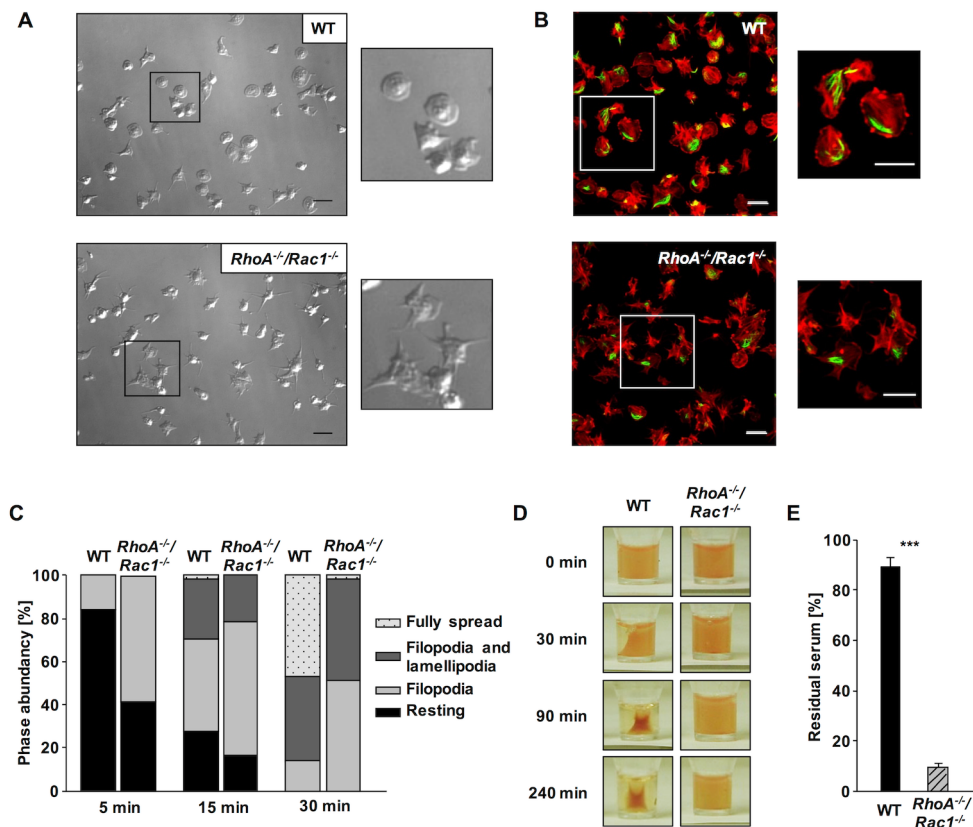 A
WT
RhoA-/-/Rac1-/-
B
WT
RhoA-/-/Rac1-/-
C
WT
RhoA-/-/
Rac1-/-
WT
RhoA-/-/
Rac1-/-
WT
RhoA-/-/
Rac1-/-
Phase abundancy [%]
100
80
60
40
20
0
5 min
15 min
30 min
Fully spread
Filopodia and
lamellipodia
Filopodia
Resting
D
WT
RhoA-/-/
Rac1-/-
0 min
30 min
90 min
240 min
E
Residual serum [%]
100
80
60
40
20
0
***
WT
RhoA-/-/
Rac1-/-